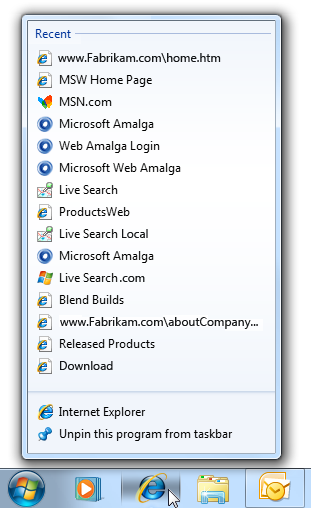 Recent
www.Fabrikam.com\home.htm
MSW Home Page
MSN.com
Microsoft Amalga
Web Amalga Login
Microsoft Web Amalga
Live Search
ProductsWeb
Live Search Local
Microsoft Amalga
Live Search.com
Blend Builds
www.Fabrikam.com\aboutCompany...
Released Products
Download
Internet Explorer
Unpin this program from taskbar